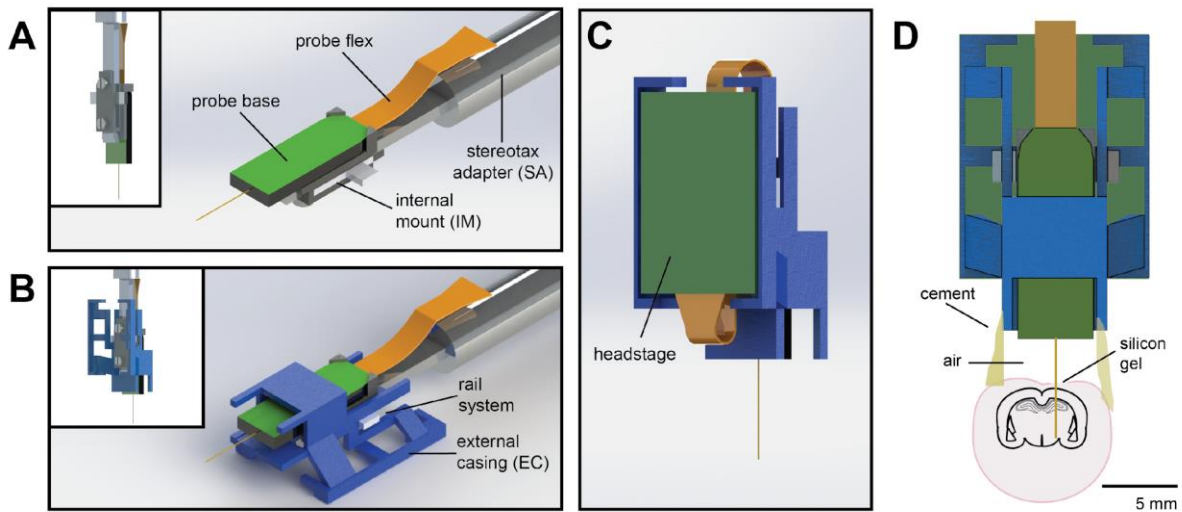 A
probe flex
probe base
stereotax
adapter (SA)
internal
mount (IM)
B
rail
system
external
casing (EC)
C
headstage
D
cement
air
silicon
gel
5 mm